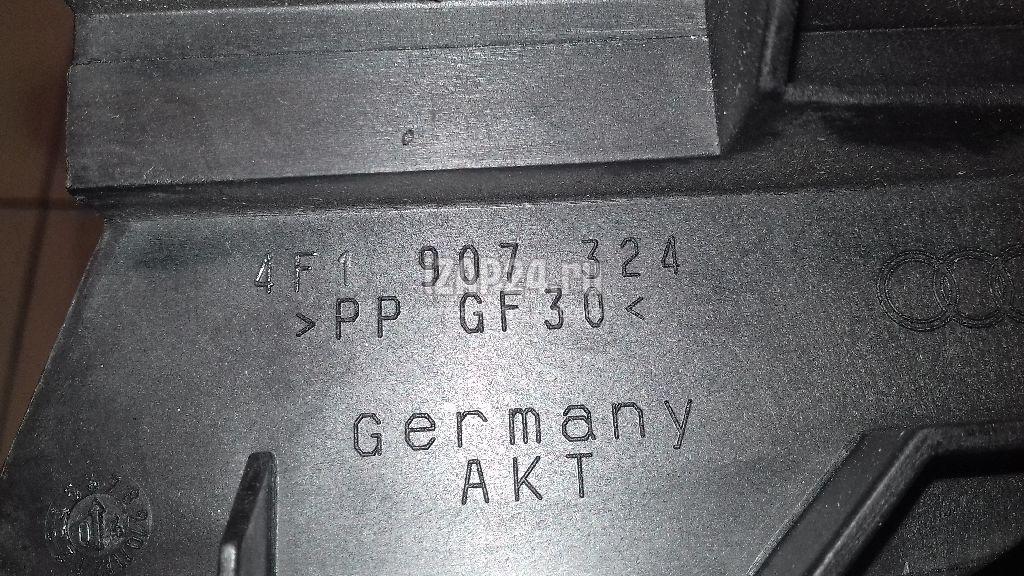 4F1 907 324
>PP GF30<
Germany
AKT